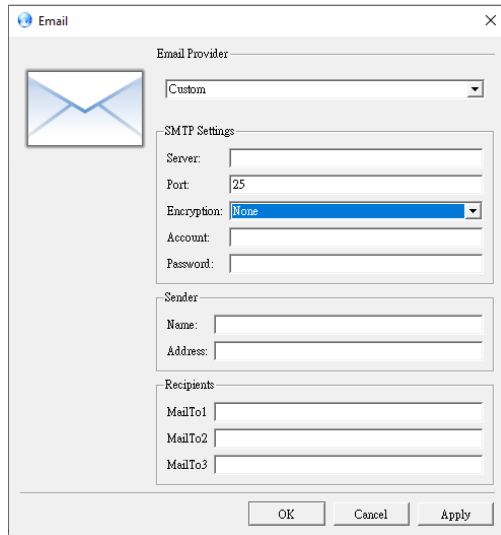 Email
Email Provider
Custom
SMTP Settings
Server:
Port: 25
Encryption: None
Account:
Password:
Sender
Name:
Address:
Recipients
MailTo1
MailTo2
MailTo3
OK Cancel Apply